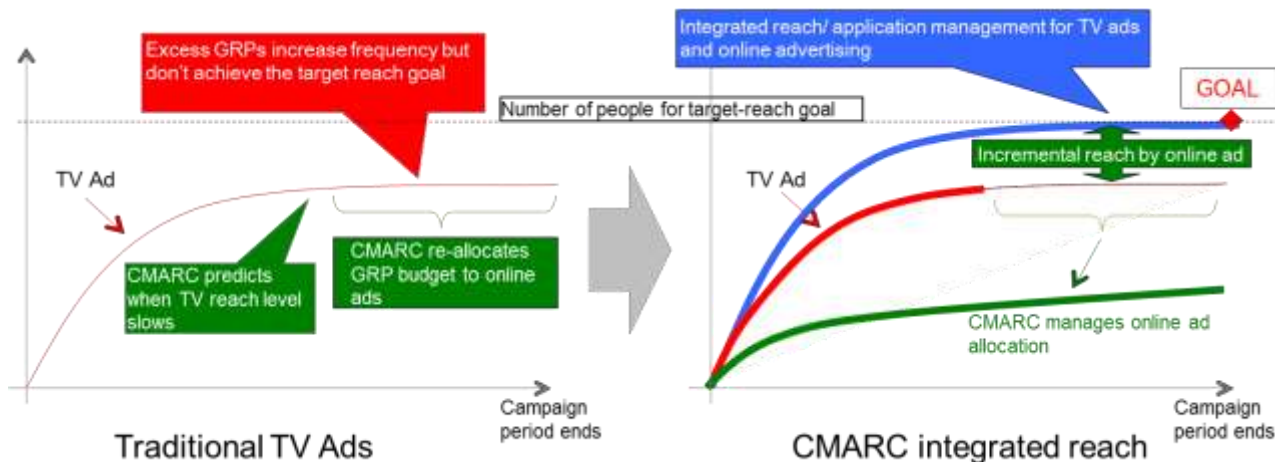 Excess GRPs increase frequency but
don't achieve the target reach goal
Number of people for target-reach goal
TV Ad
CMARC predicts
when TV reach level
slows
CMARC re-allocates
GRP budget to online
ads
Campaign
period ends
Traditional TV Ads
Integrated reach/ application management for TV ads
and online advertising
GOAL
Incremental reach by online ad
TV Ad
CMARC manages online ad
allocation
Campaign
period ends
CMARC integrated reach